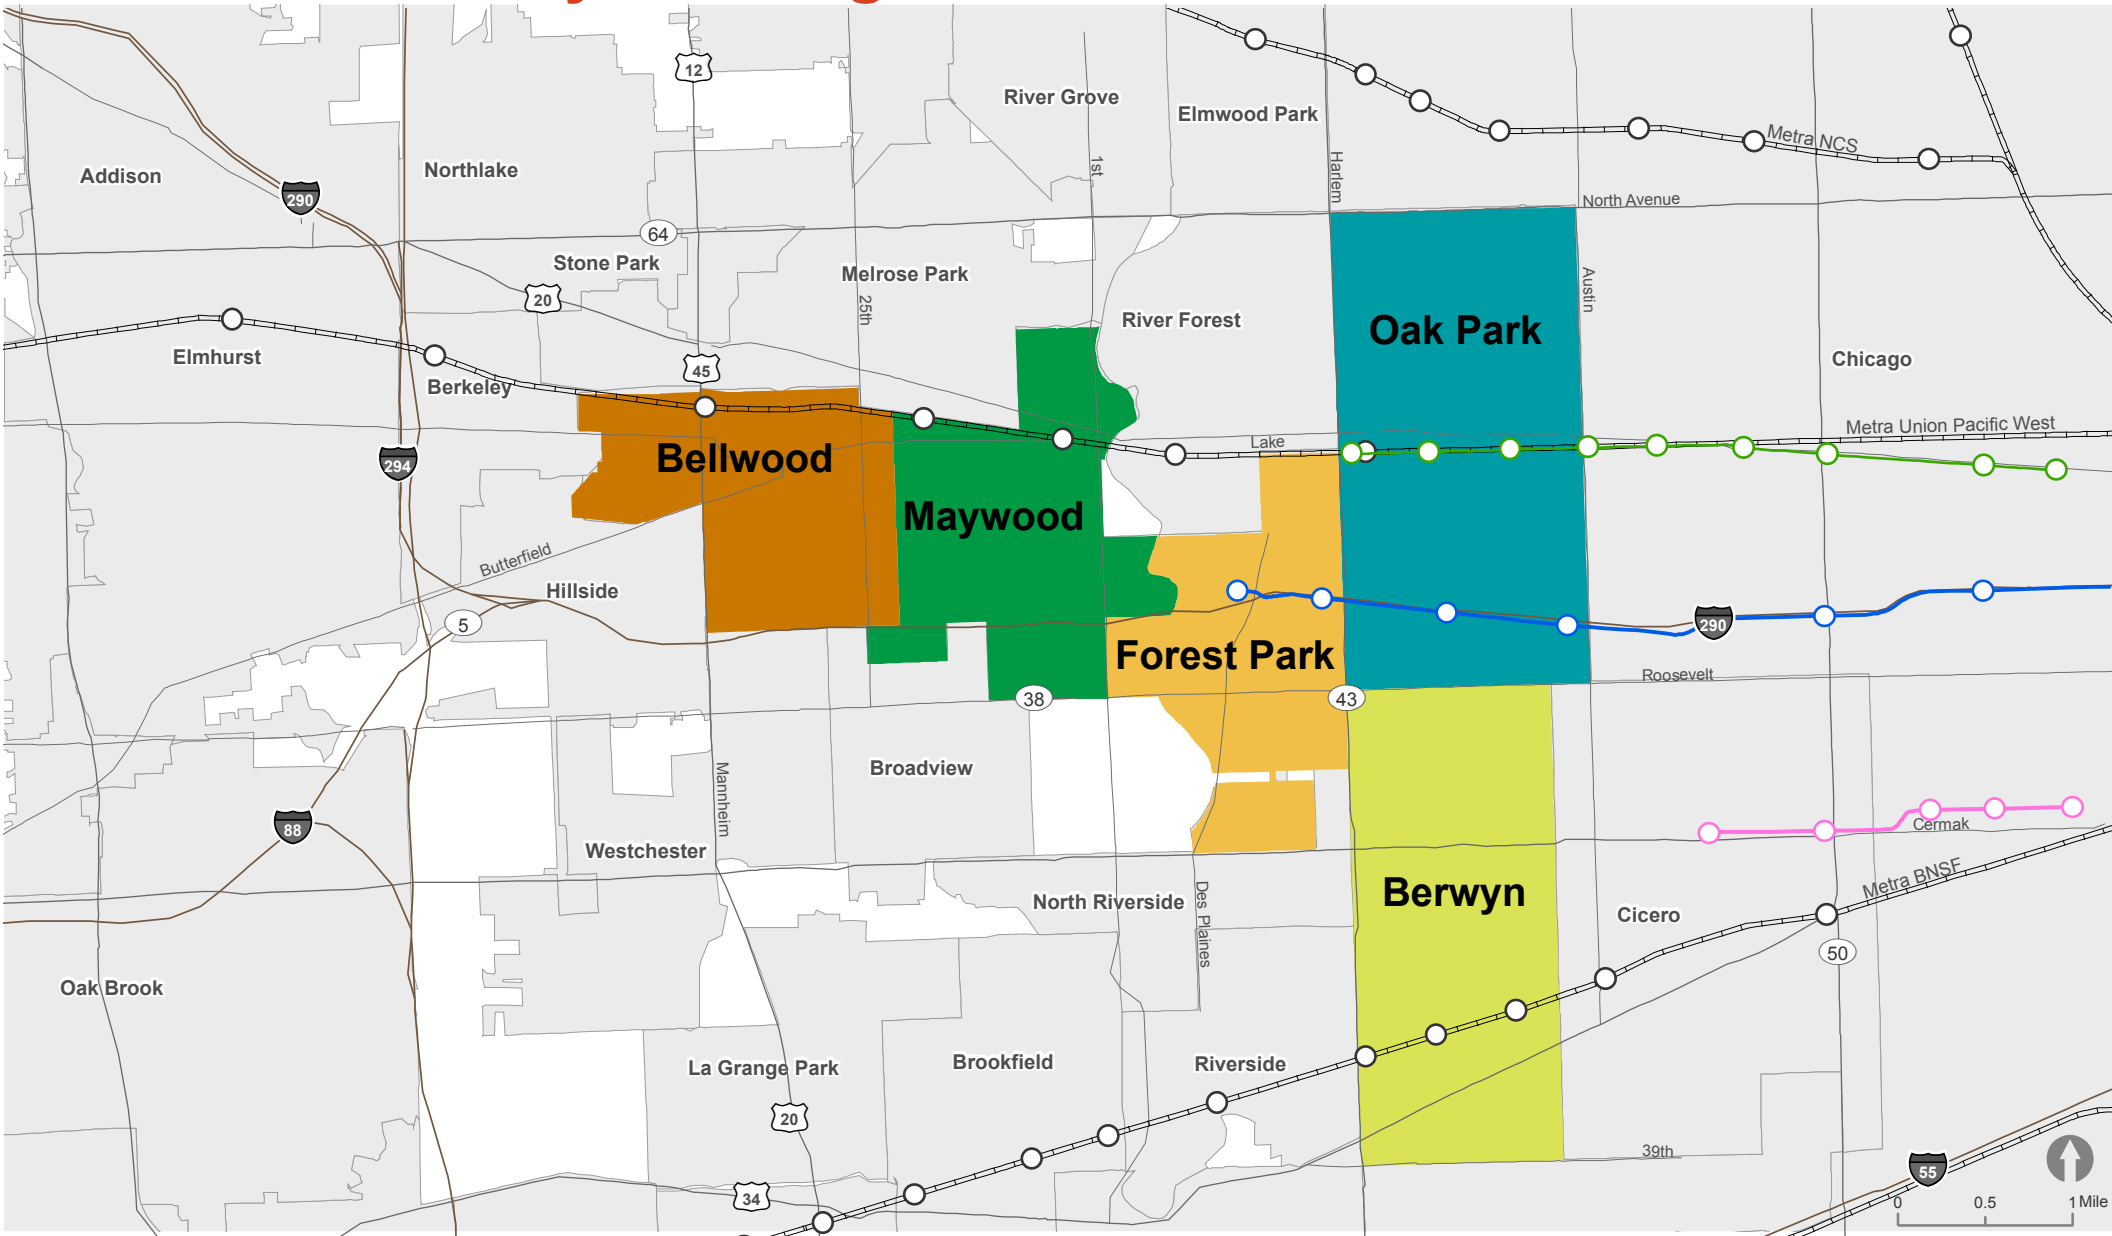 12
River Grove
Elmwood Park
Metra NCS
Addison
Northlake
1st
Harlem
290
North Avenue
64
Stone Park
Melrose Park
Austin
20
25th
River Forest
Oak Park
Elmhurst
Berkeley
45
Chicago
Metra Union Pacific West
Lake
294
Bellwood
Maywood
Butterfield
Hillside
5
290
Forest Park
Roosevelt
38
43
Broadview
Mannheim
88
Westchester
Cermak
Metra BNSF
North Riverside
Des Plaines
Berwyn
Cicero
50
Oak Brook
La Grange Park
Brookfield
Riverside
20
39th
55
34
0 0.5 1 Mile